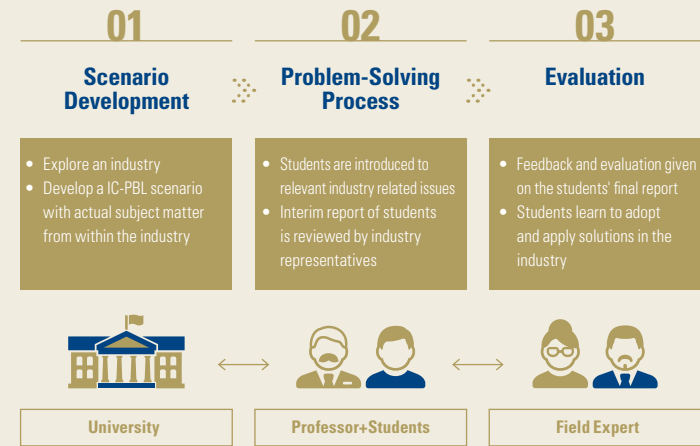 01
Scenario
Development
• Explore an industry
• Develop a IC-PBL scenario
with actual subject matter
from within the industry
University
02
Problem-Solving
Process
• Students are introduced to
relevant industry related issues
• Interim report of students
is reviewed by industry
representatives
Professor+Students
03
Evaluation
• Feedback and evaluation given
on the students' final report
• Students learn to adopt
and apply solutions in the
industry
Field Expert